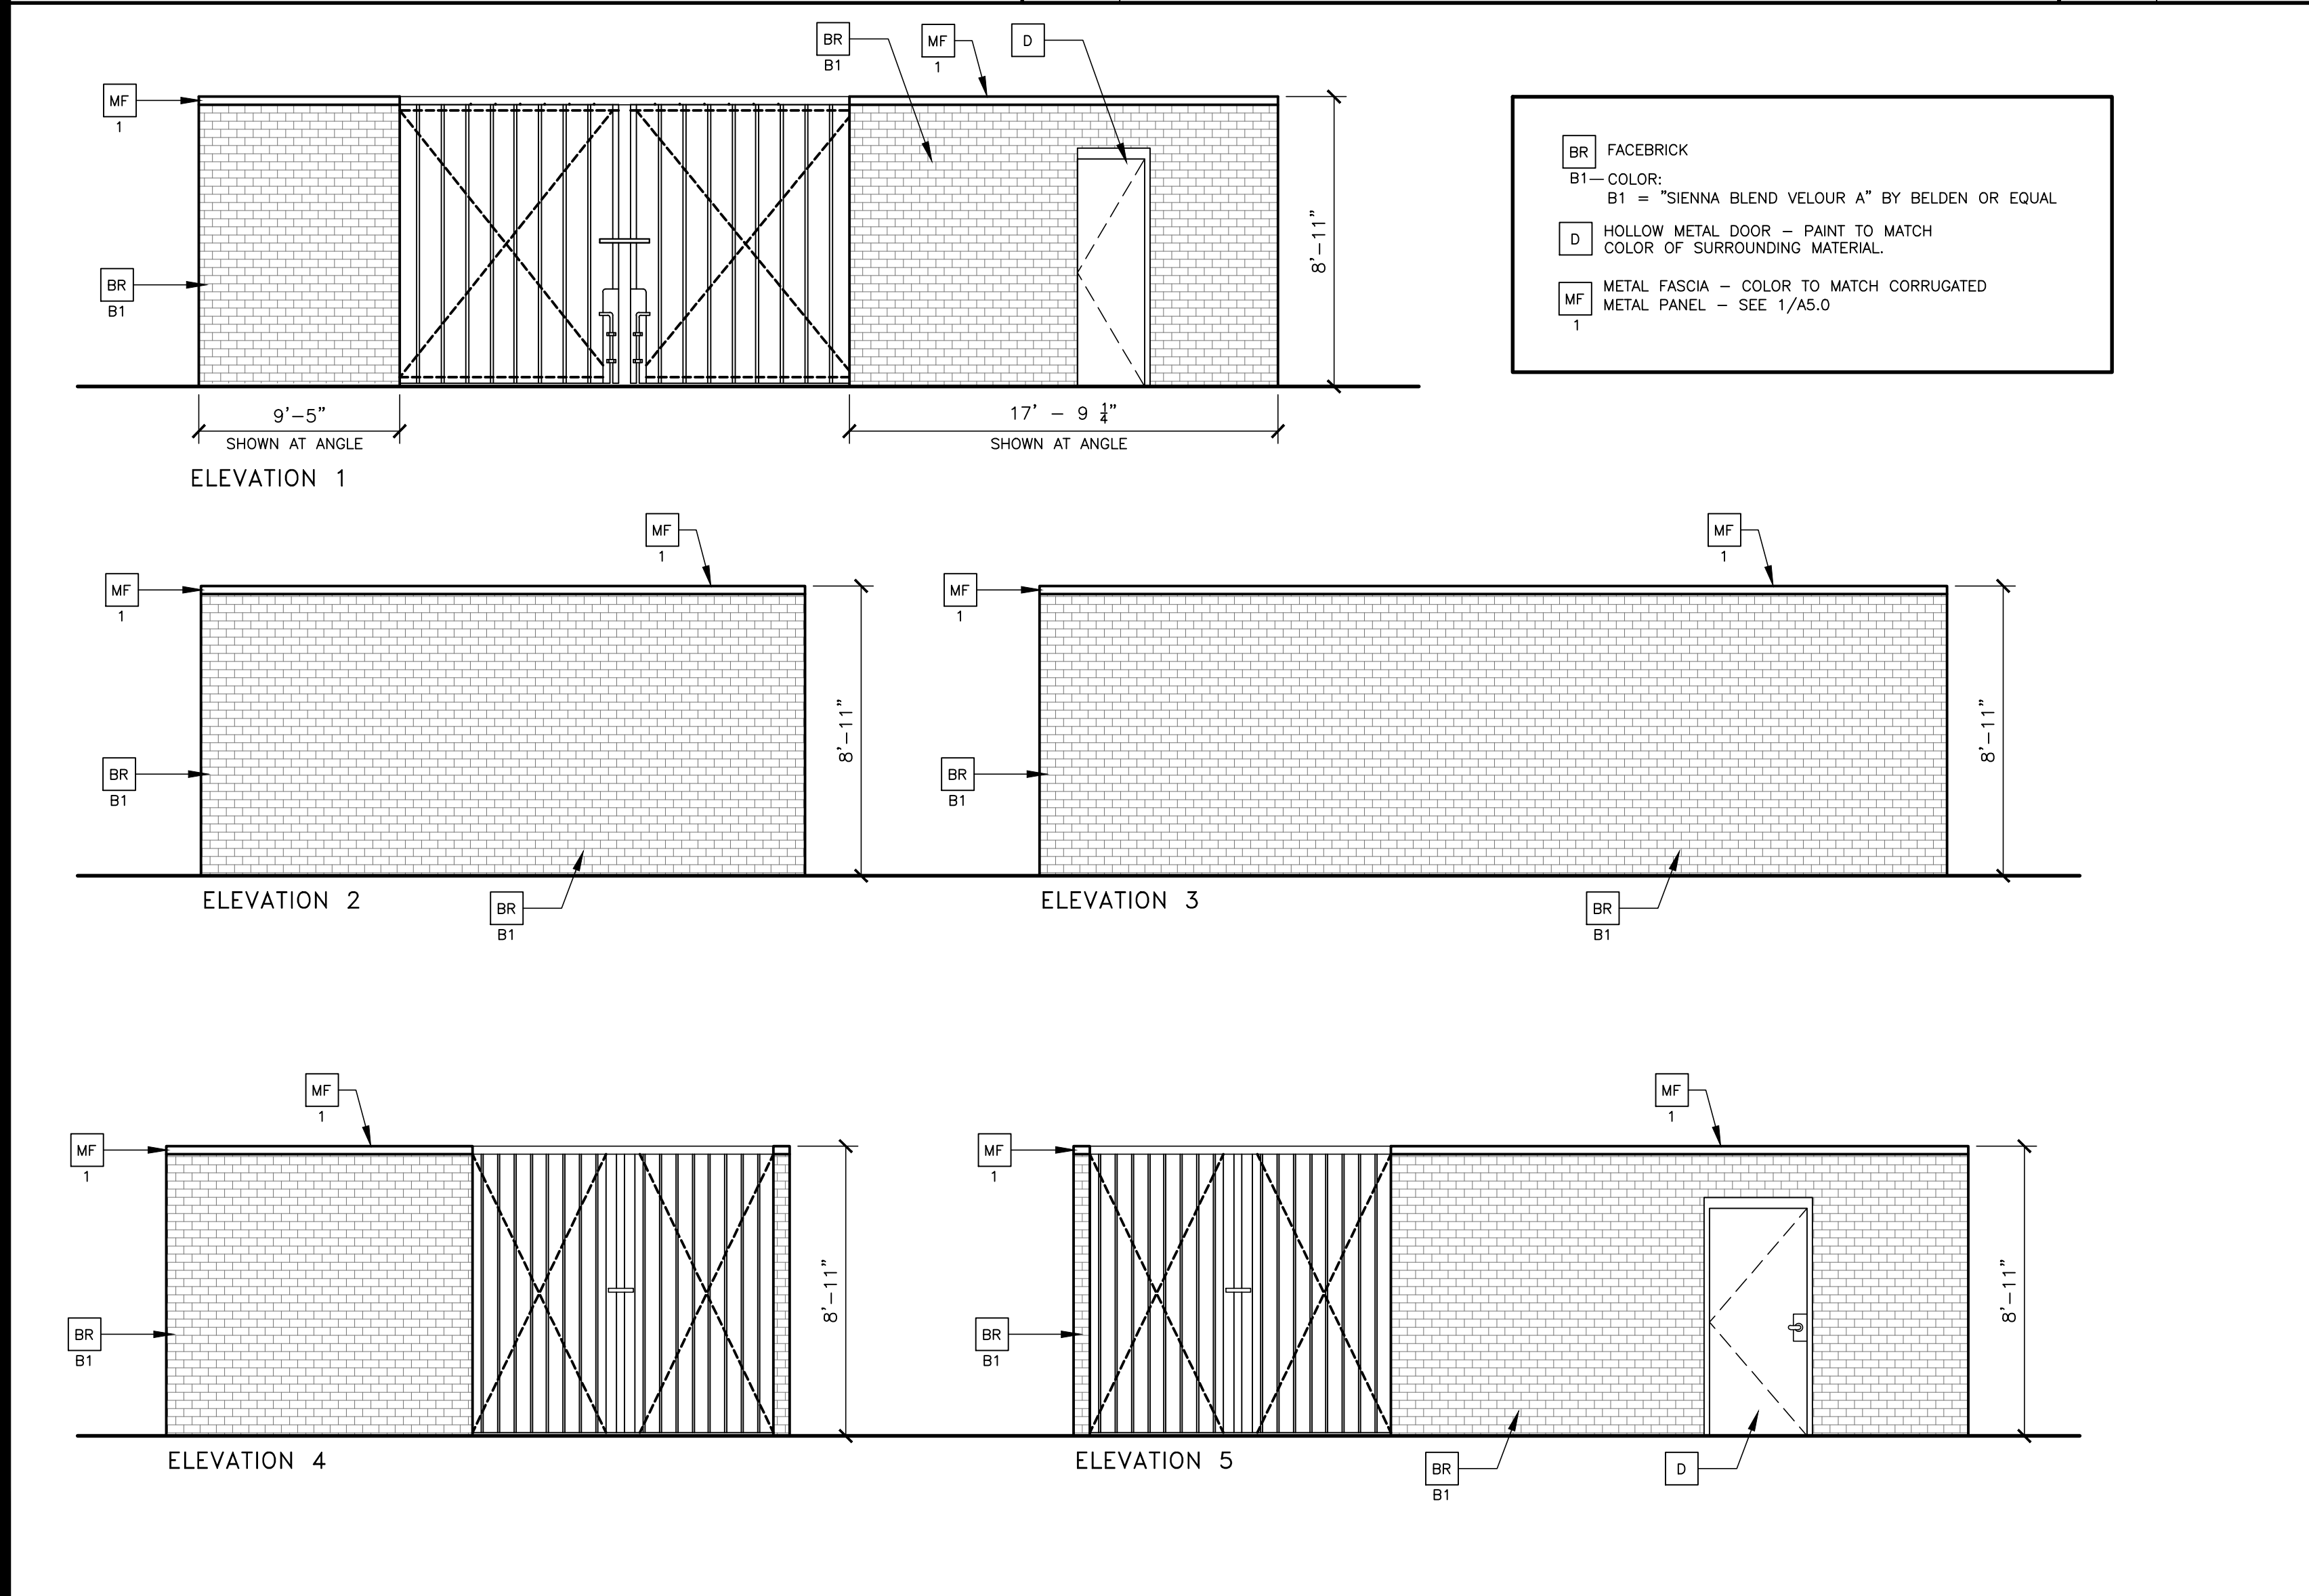 BR
B1
MF
1
D
MF
1
BR
B1
8'-11"
9'-5"
SHOWN AT ANGLE
17' - 9 1/4"
SHOWN AT ANGLE
ELEVATION 1
BR FACEBRICK
B1 COLOR:
B1 = "SIENNA BLEND VELOUR A" BY BELDEN OR EQUAL
D HOLLOW METAL DOOR - PAINT TO MATCH
COLOR OF SURROUNDING MATERIAL.
MF METAL FASCIA - COLOR TO MATCH CORRUGATED
1 METAL PANEL - SEE 1/A5.0
MF
1
MF
1
BR
B1
8'-11"
ELEVATION 2
BR
B1
MF
1
MF
1
BR
B1
8'-11"
ELEVATION 3
BR
B1
MF
1
MF
1
BR
B1
8'-11"
ELEVATION 4
MF
1
MF
1
BR
B1
8'-11"
ELEVATION 5
BR
B1
D